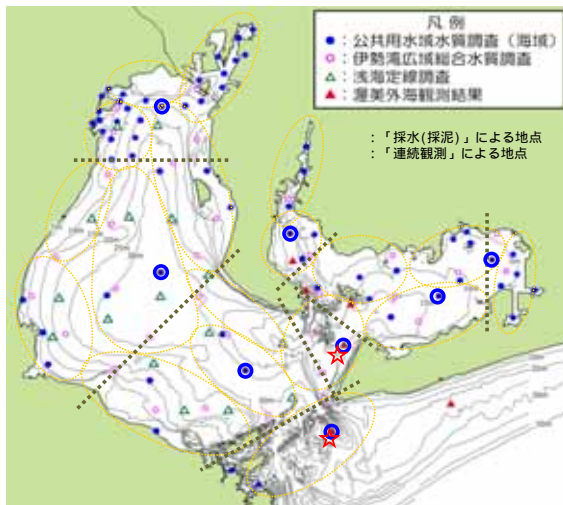 凡 例
：公共用水域水質調査（海域）
：伊勢湾広域総合水質調査
：浅海定線調査
：渥美外海観測結果
：「採水(採泥)」による地点
：「連続観測」による地点